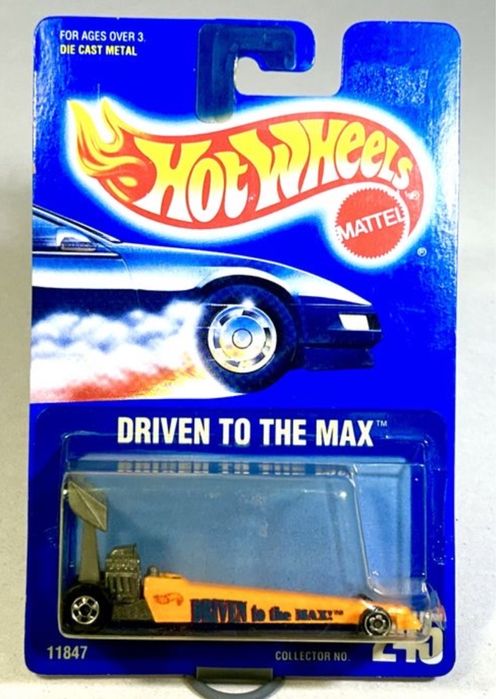 FOR AGES OVER 3.
DIE CAST METAL
HOT WHEELS
MATTEL
®
DRIVEN TO THE MAX™
DRIVEN to the MAX!™
11847
COLLECTOR NO.